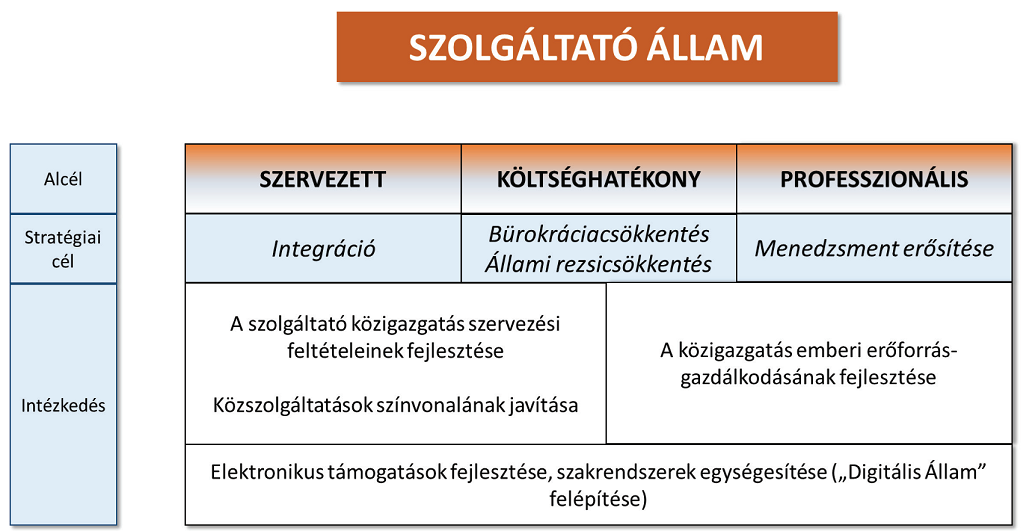 SZOLGÁLTATÓ ÁLLAM
Alcél
SZERVEZETT
KÖLTSÉGHATÉKONY
PROFESSZIONÁLIS
Stratégiai
cél
Integráció
Bürokráciacsökkentés
Állami rezsicsökkentés
Menedzsment erősítése
Intézkedés
A szolgáltató közigazgatás szervezési
feltételeinek fejlesztése
Közszolgáltatások színvonalának javítása
A közigazgatás emberi erőforrás-
gazdálkodásának fejlesztése
Elektronikus támogatások fejlesztése, szakrendszerek egységesítése („Digitális Állam”
felépítése)